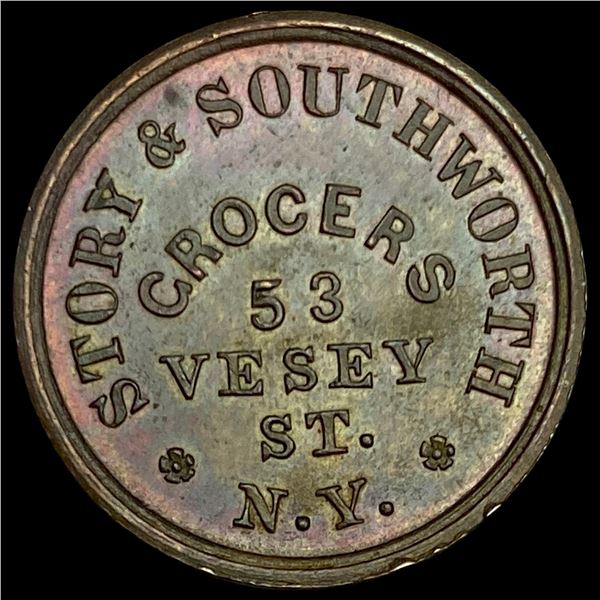 STORY & SOUTHWORTH
GROCERS
53
VESEY
ST.
N.Y.